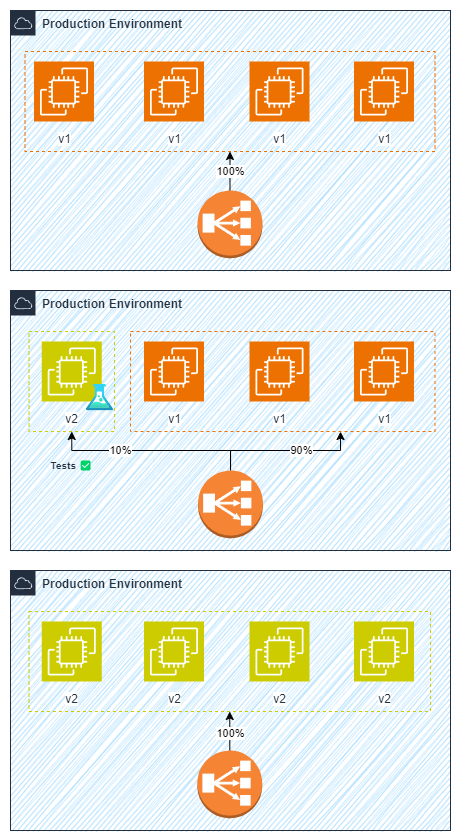 Production Environment
v1 v1 v1 v1
100%
Production Environment
v2 v1 v1 v1
10% 90%
Tests
Production Environment
v2 v2 v2 v2
100%